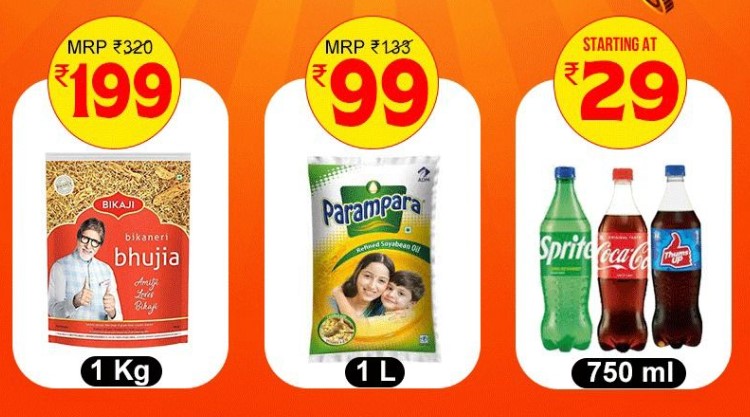 MRP ₹320
₹199
BIKAJI
bikaneri
bhujia
Amitji
Loves
Bikaji
1 Kg
MRP ₹133
₹99
Parampara
Refined Soyabean Oil
1 L
STARTING AT
₹29
Sprite
Coca-Cola
Thums
Up
750 ml